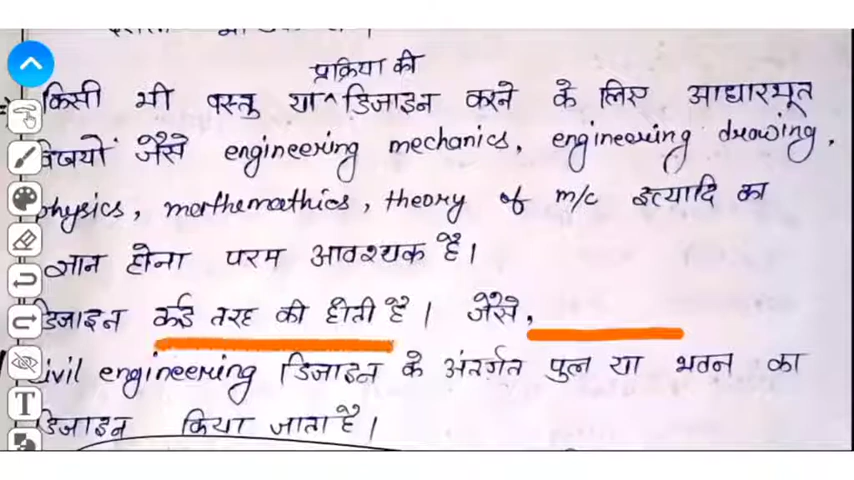 प्रक्रिया की
किसी भी वस्तु या ^ डिजाइन करने के लिए आधारभूत
विषयों जैसे engineering mechanics, engineering drawing,
physics, mathemathics, theory of m/c इत्यादि का
ज्ञान होना परम आवश्यक है।
डिजाइन कई तरह की होती है। जैसे,
civil engineering डिजाइन के अंतर्गत पुल या भवन का
डिजाइन किया जाता है।
T